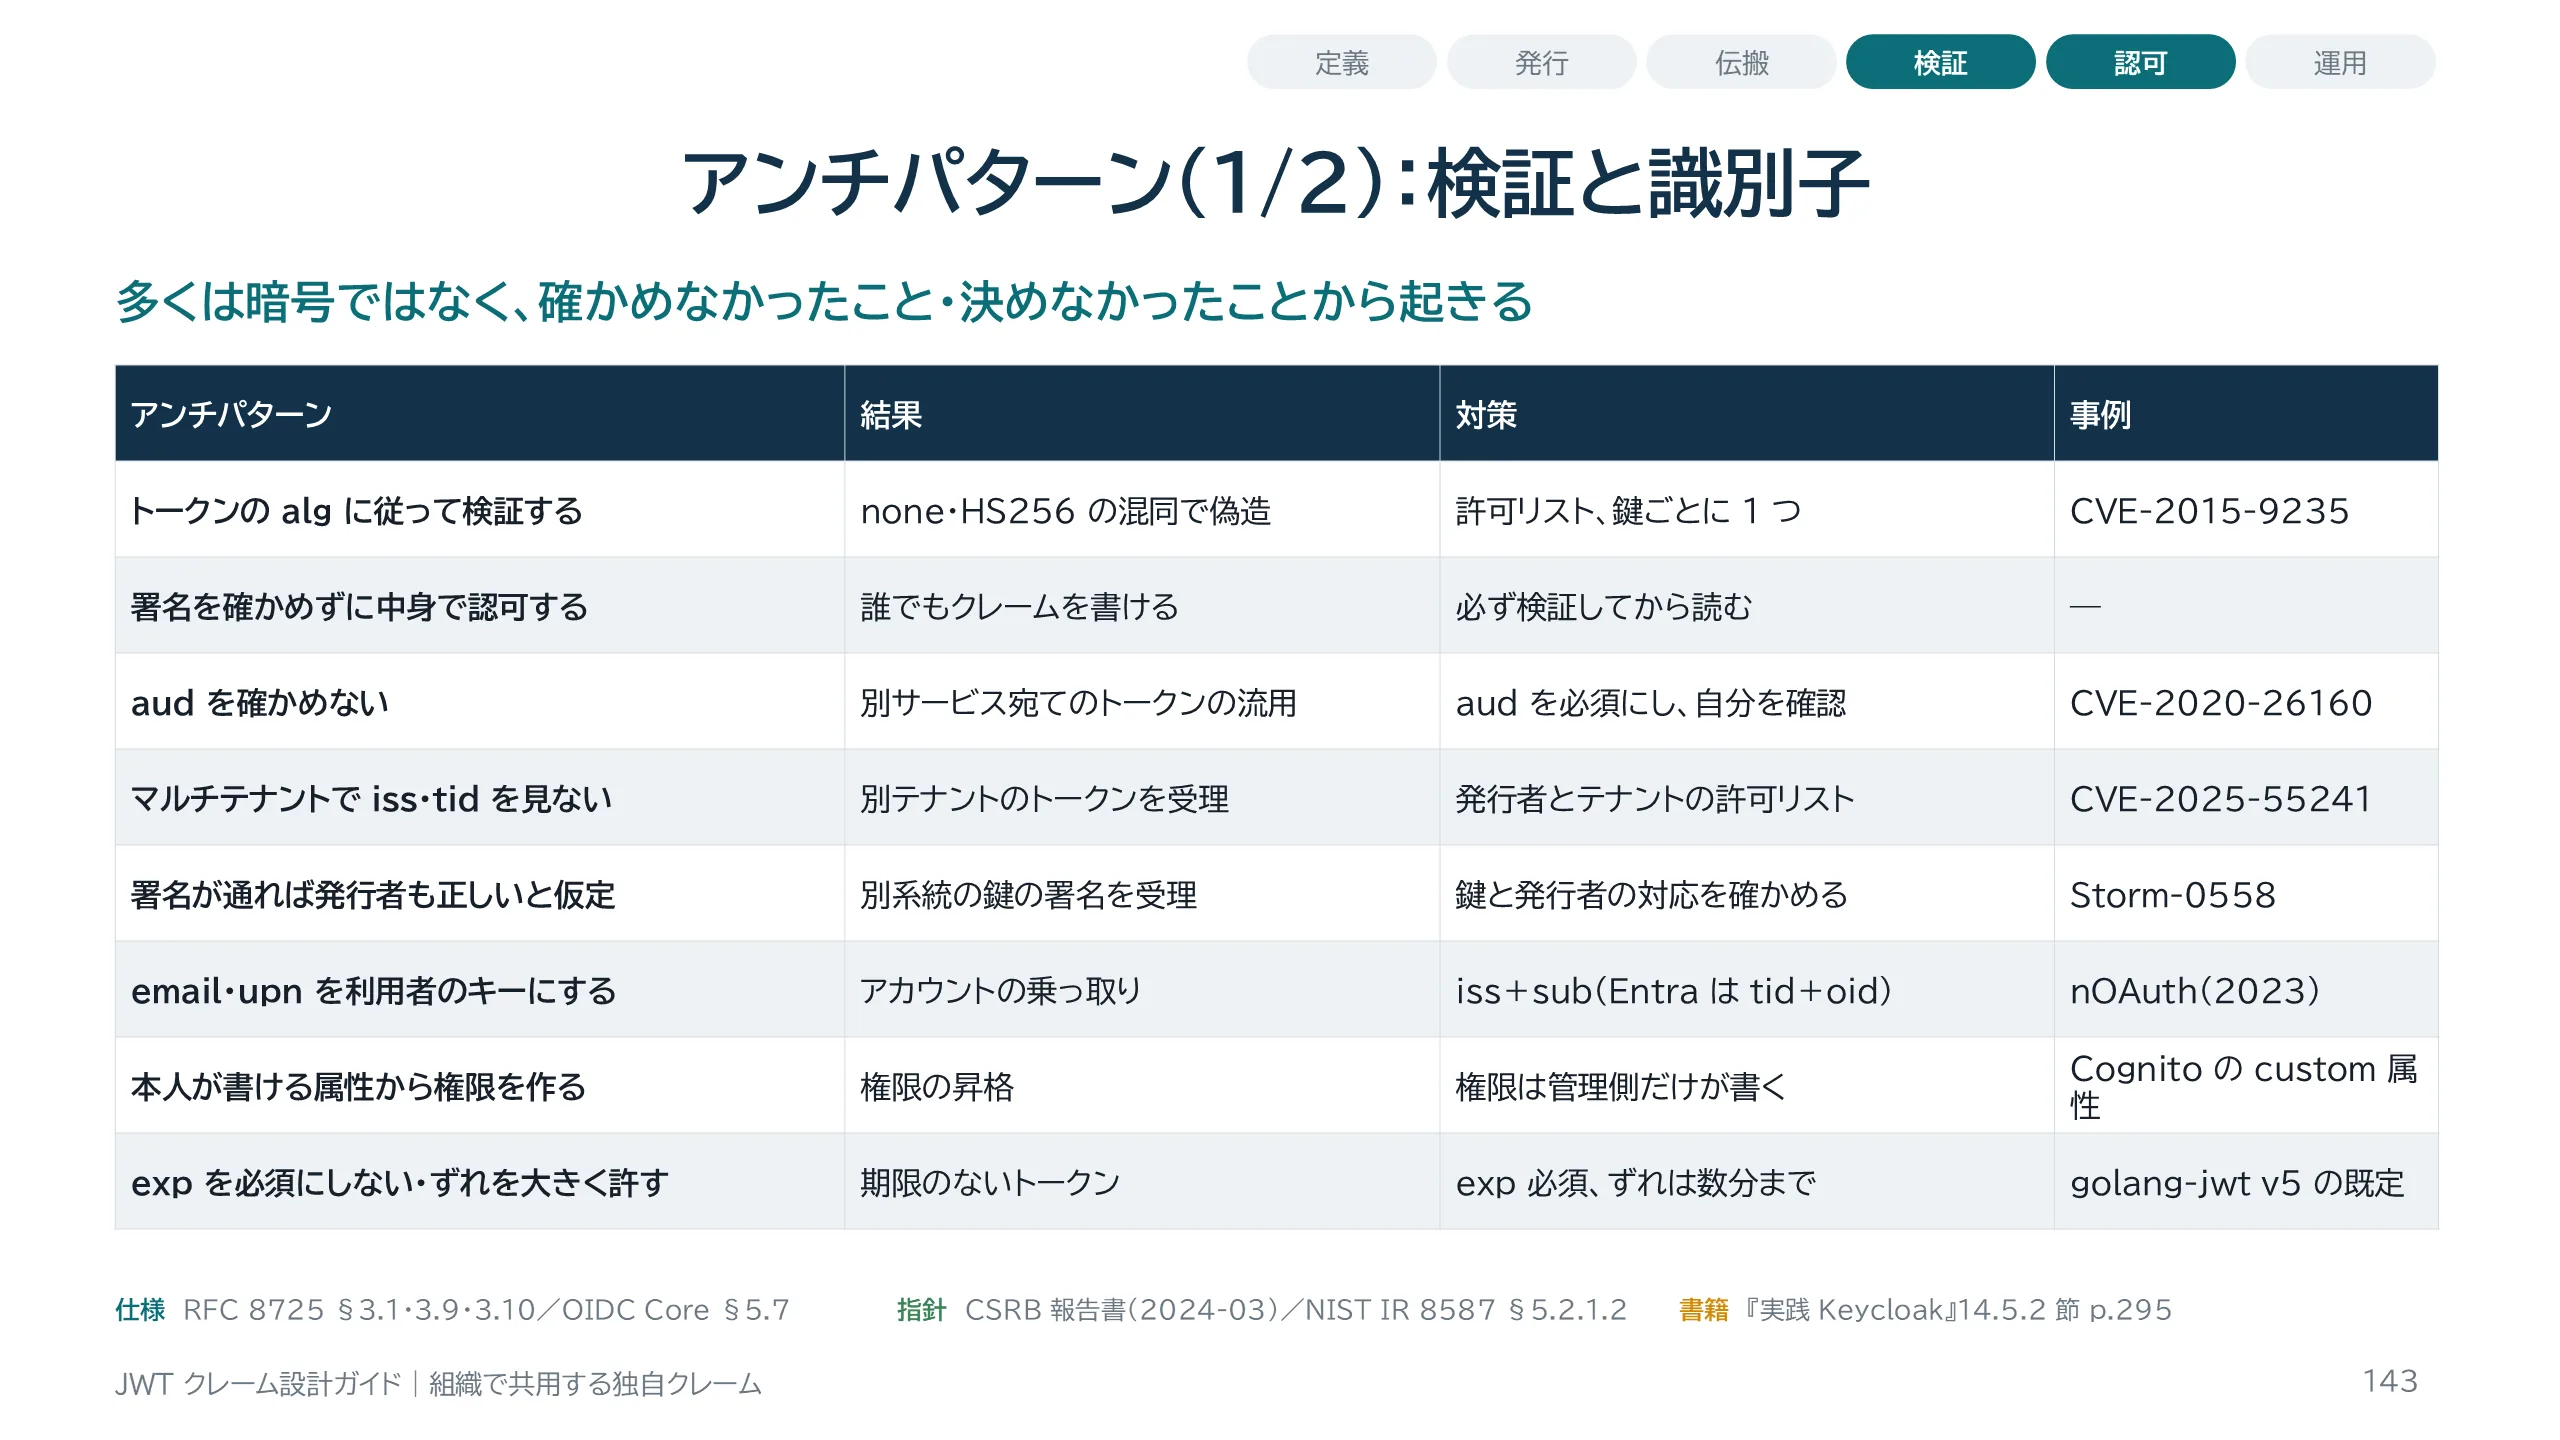 定義 発行 伝搬 検証 認可 運用
アンチパターン(1/2):検証と識別子
多くは暗号ではなく、確かめなかったこと・決めなかったことから起きる
アンチパターン 結果 対策 事例
トークンの alg に従って検証する none・HS256 の混同で偽造 許可リスト、鍵ごとに 1 つ CVE-2015-9235
署名を確かめずに中身で認可する 誰でもクレームを書ける 必ず検証してから読む —
aud を確かめない 別サービス宛てのトークンの流用 aud を必須にし、自分を確認 CVE-2020-26160
マルチテナントで iss・tid を見ない 別テナントのトークンを受理 発行者とテナントの許可リスト CVE-2025-55241
署名が通れば発行者も正しいと仮定 別系統の鍵の署名を受理 鍵と発行者の対応を確かめる Storm-0558
email・upn を利用者のキーにする アカウントの乗っ取り iss+sub(Entra は tid+oid) nOAuth(2023)
本人が書ける属性から権限を作る 権限の昇格 権限は管理側だけが書く Cognito の custom 属
性
exp を必須にしない・ずれを大きく許す 期限のないトークン exp 必須、ずれは数分まで golang-jwt v5 の既定
仕様 RFC 8725 §3.1・3.9・3.10/OIDC Core §5.7 指針 CSRB 報告書(2024-03)/NIST IR 8587 §5.2.1.2 書籍 『実践 Keycloak』14.5.2 節 p.295
JWT クレーム設計ガイド|組織で共用する独自クレーム 143